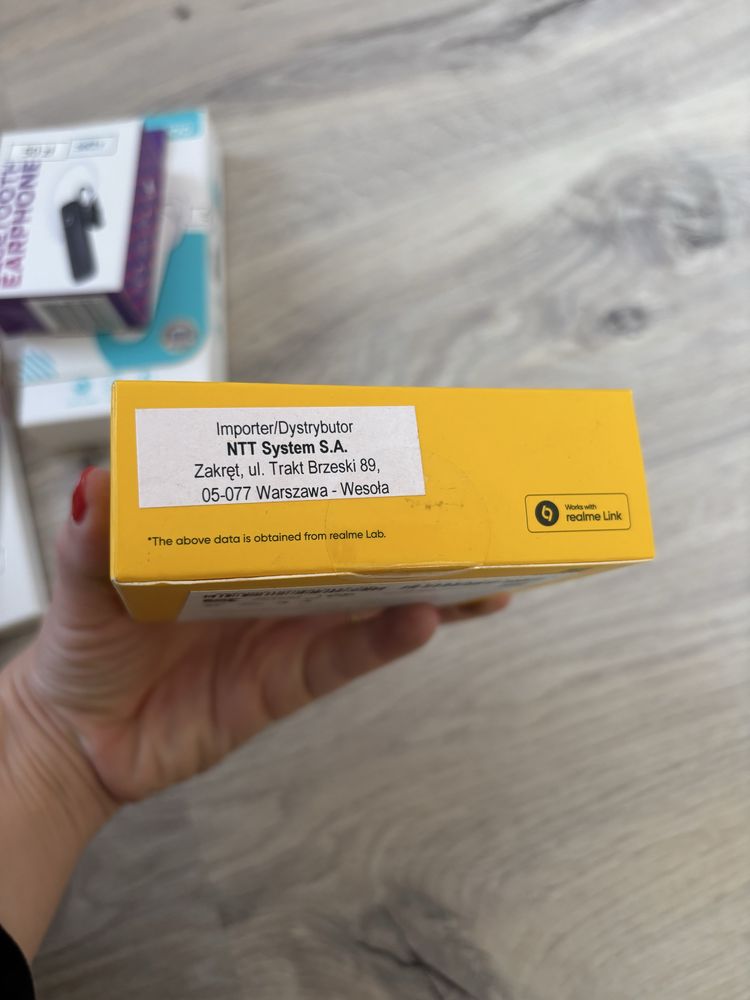 EARPHONE
Importer/Dystrybutor
NTT System S.A.
Zakręt, ul. Trakt Brzeski 89,
05-077 Warszawa - Wesoła
*The above data is obtained from realme Lab.
Works with
realme Link